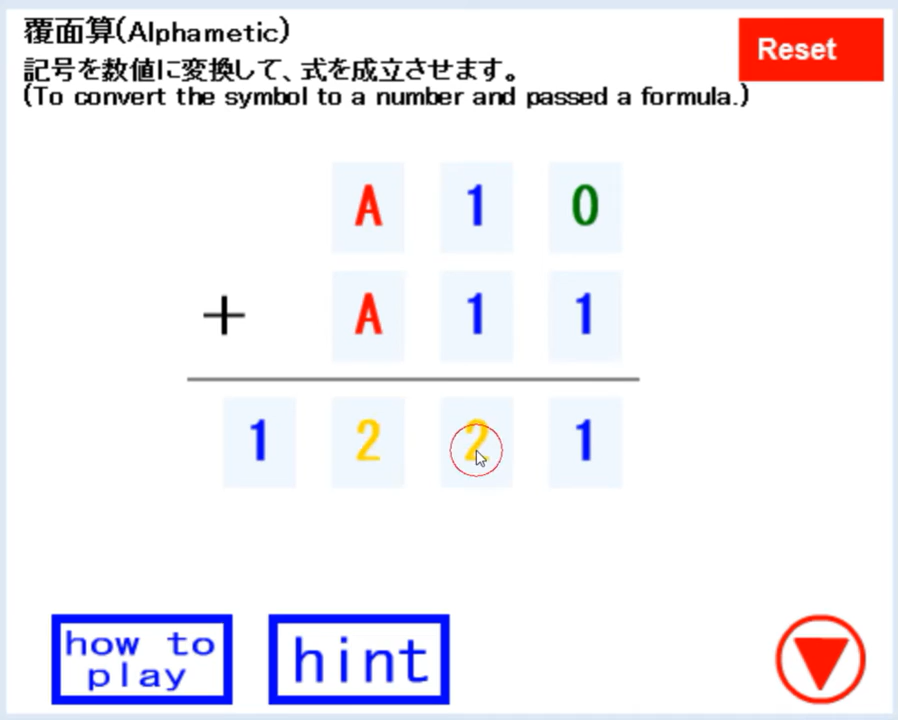 覆面算(Alphametic)
Reset
記号を数値に変換して、式を成立させます。
(To convert the symbol to a number and passed a formula.)
A 1 0
+ A 1 1
1 2 2 1
how to
play
hint